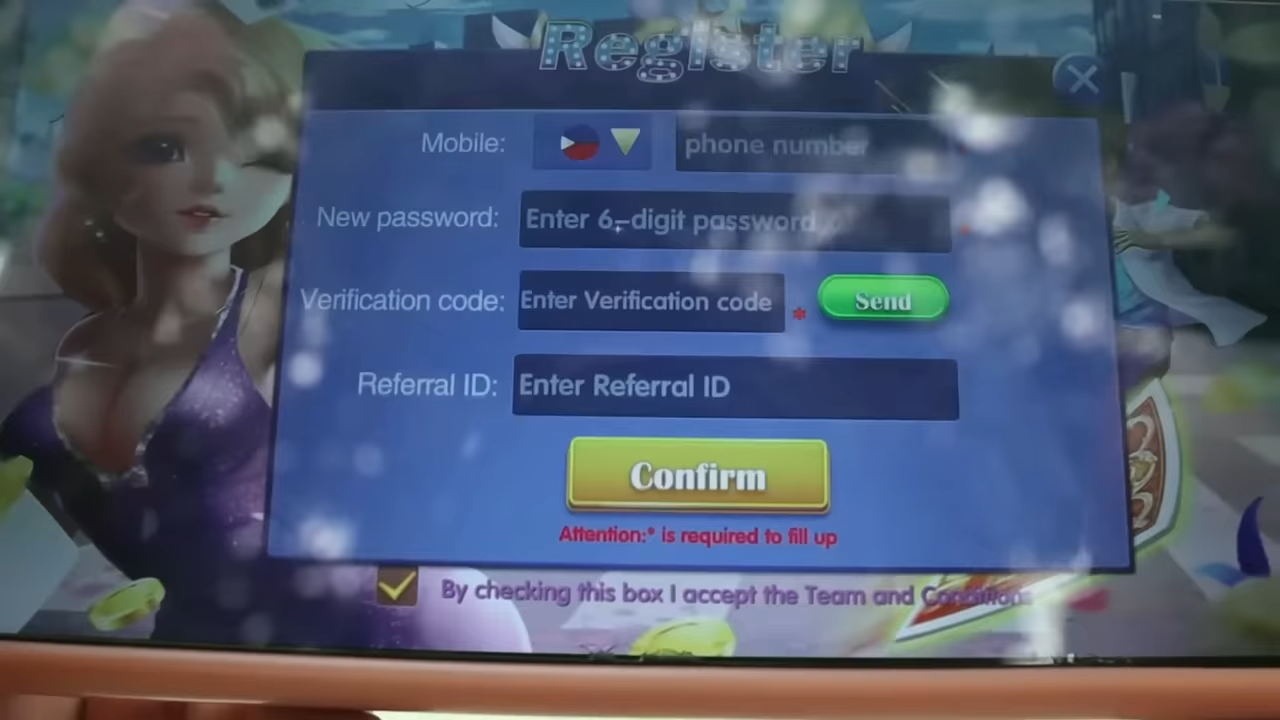 Register
Mobile: phone number
New password: Enter 6-digit password
Verification code: Enter Verification code * Send
Referral ID: Enter Referral ID
Confirm
Attention:* is required to fill up
By checking this box I accept the Team and Conditions